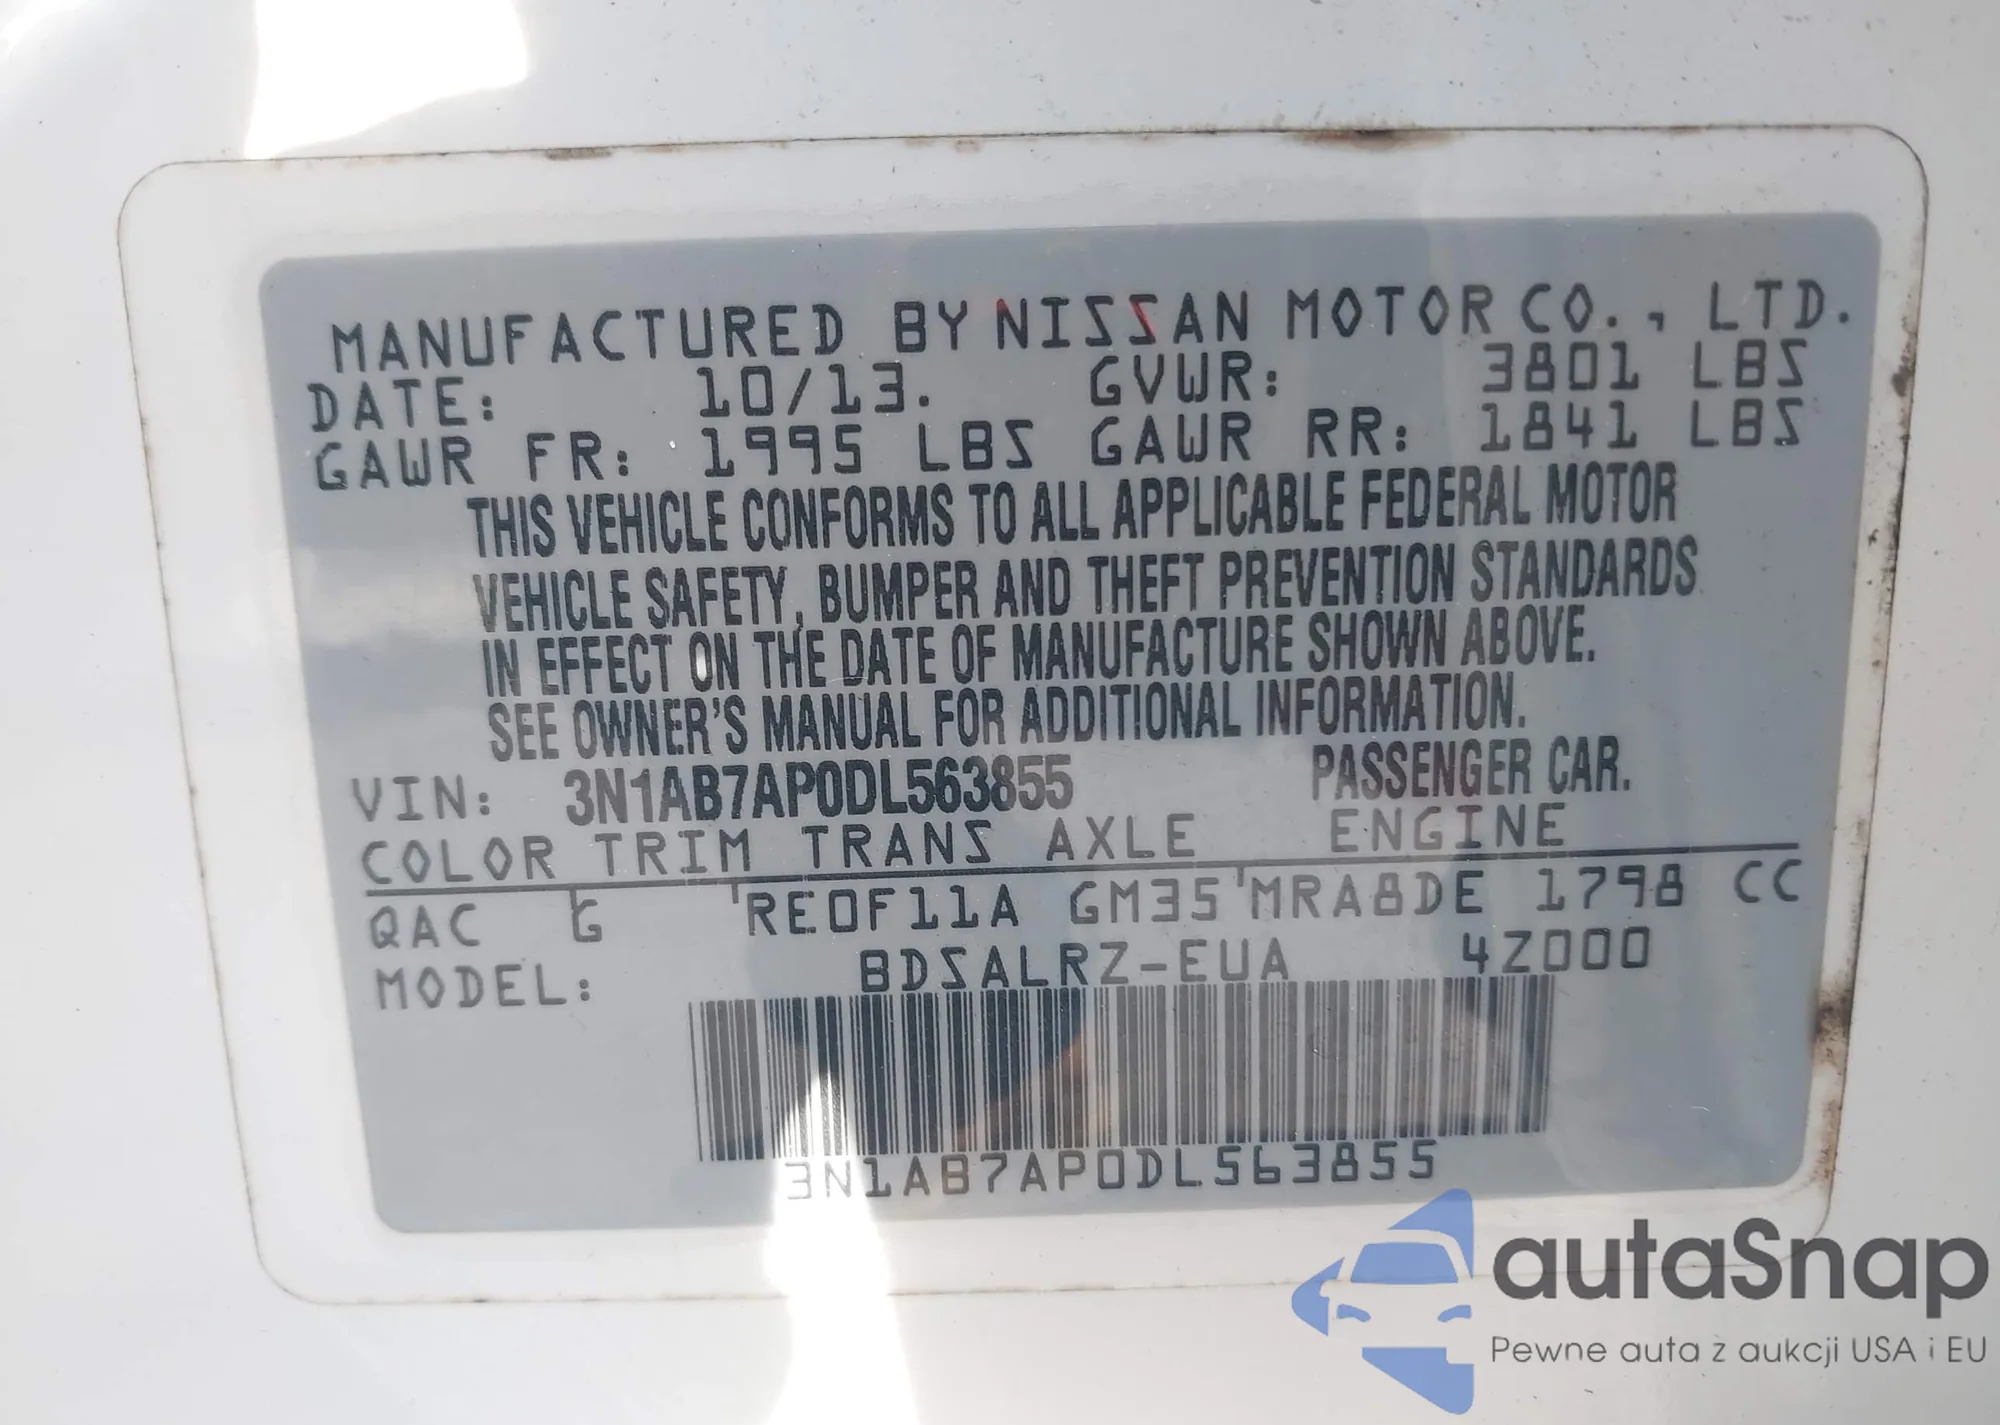 MANUFACTURED BY NISSAN MOTOR CO., LTD.
DATE: 10/13. GVWR: 3801 LBS
GAWR FR: 1995 LBS GAWR RR: 1841 LBS
THIS VEHICLE CONFORMS TO ALL APPLICABLE FEDERAL MOTOR
VEHICLE SAFETY, BUMPER AND THEFT PREVENTION STANDARDS
IN EFFECT ON THE DATE OF MANUFACTURE SHOWN ABOVE.
SEE OWNER'S MANUAL FOR ADDITIONAL INFORMATION.
VIN: 3N1AB7AP0DL563855 PASSENGER CAR.
COLOR TRIM TRANS AXLE ENGINE
QAC G RE0F11A GM35 MRA8DE 1798 CC
MODEL: BDSALRZ-EUA 4Z000
3N1AB7AP0DL563855
autaSnap
Pewne auta z aukcji USA i EU